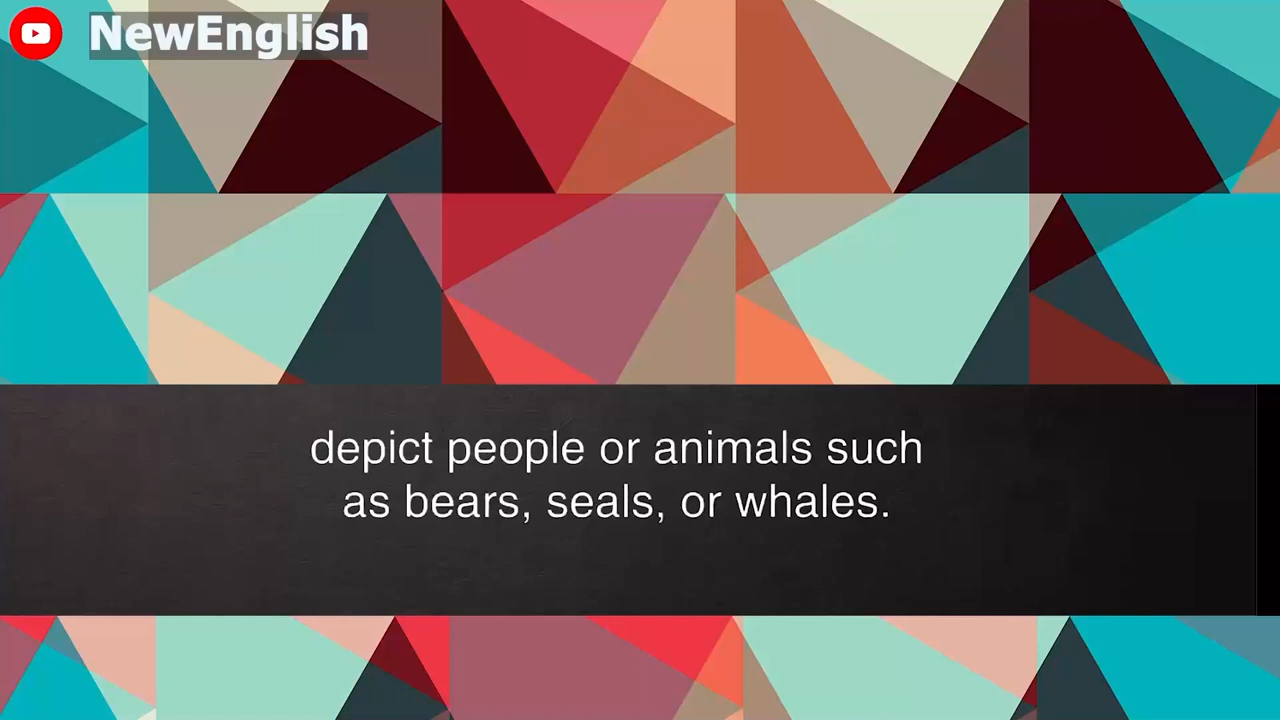 NewEnglish
depict people or animals such
as bears, seals, or whales.